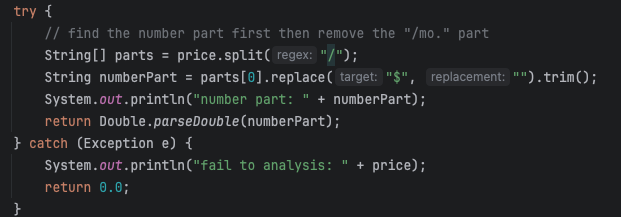 try {
// find the number part first then remove the "/mo." part
String[] parts = price.split( regex: "/");
String numberPart = parts[0].replace( target: "$", replacement: "").trim();
System.out.println("number part: " + numberPart);
return Double.parseDouble(numberPart);
} catch (Exception e) {
System.out.println("fail to analysis: " + price);
return 0.0;
}